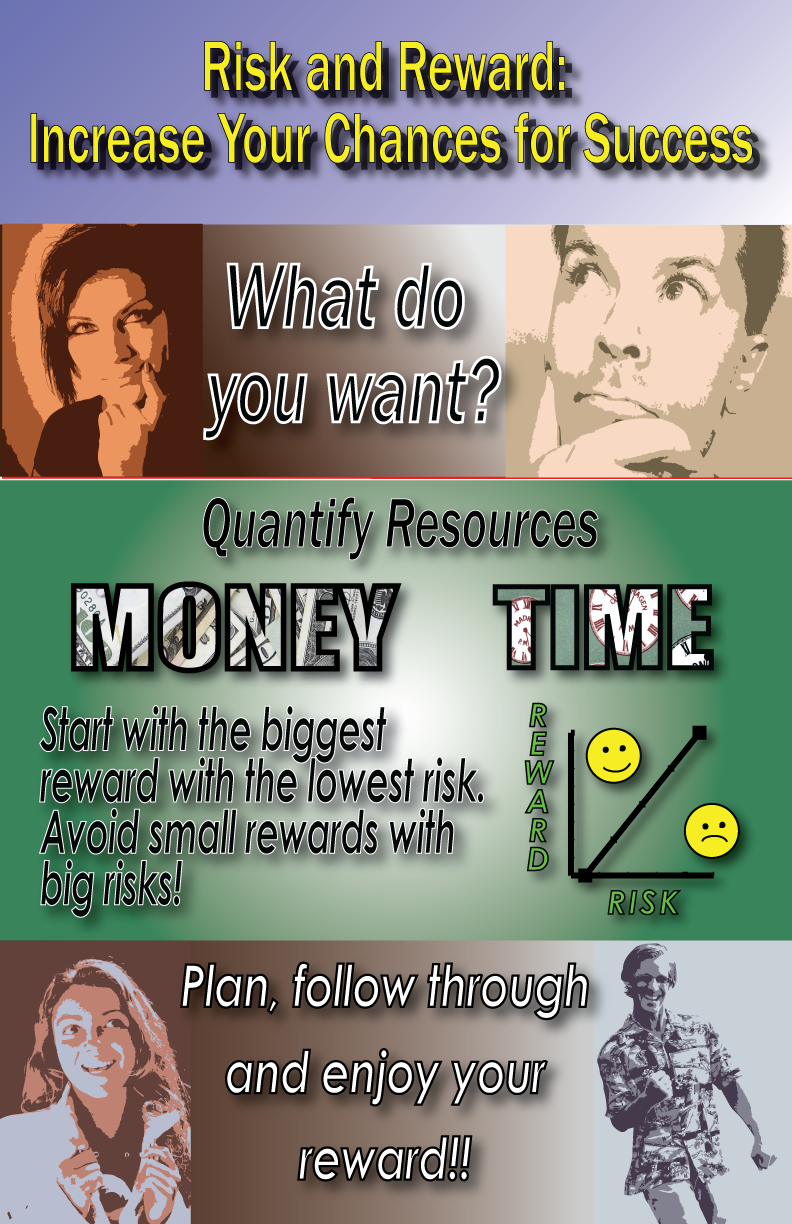 Risk and Reward:
Increase Your Chances for Success
What do
you want?
Quantify Resources
MONEY TIME
Start with the biggest
reward with the lowest risk.
Avoid small rewards with
big risks!
REWARD
RISK
Plan, follow through
and enjoy your
reward!!